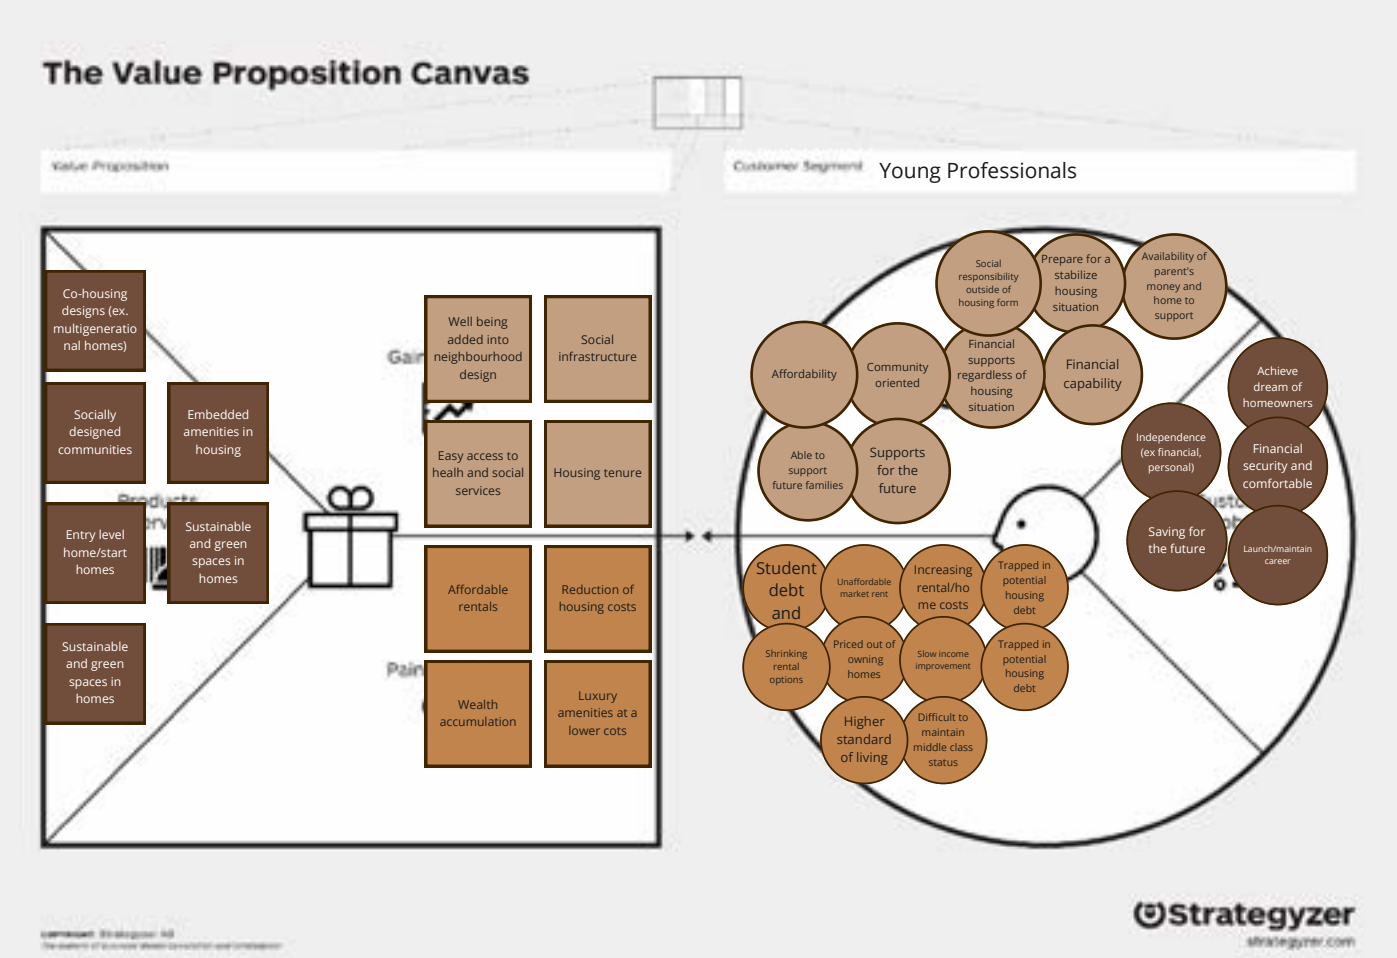 The Value Proposition Canvas
Value Proposition
Customer Segment
Young Professionals
Co-housing
designs (ex.
multigeneratio
nal homes)
Socially
designed
communities
Embedded
amenities in
housing
Products
Entry level
home/start
homes
Sustainable
and green
spaces in
homes
Sustainable
and green
spaces in
homes
Gain
Well being
added into
neighbourhood
design
Social
infrastructure
Easy access to
healh and social
services
Housing tenure
Pain
Affordable
rentals
Reduction of
housing costs
Wealth
accumulation
Luxury
amenities at a
lower cots
Social
responsibility
outside of
housing form
Prepare for a
stabilize
housing
situation
Availability of
parent's
money and
home to
support
Affordability
Community
oriented
Financial
supports
regardless of
housing
situation
Financial
capability
Able to
support
future families
Supports
for the
future
Achieve
dream of
homeowners
Independence
(ex financial,
personal)
Financial
security and
comfortable
Saving for
the future
Launch/maintain
career
Student
debt
and
Unaffordable
market rent
Increasing
rental/ho
me costs
Trapped in
potential
housing
debt
Shrinking
rental
options
Priced out of
owning
homes
Slow income
improvement
Trapped in
potential
housing
debt
Higher
standard
of living
Difficult to
maintain
middle class
status
COPYRIGHT: Strategyzer AG
Strategyzer
strategyzer.com